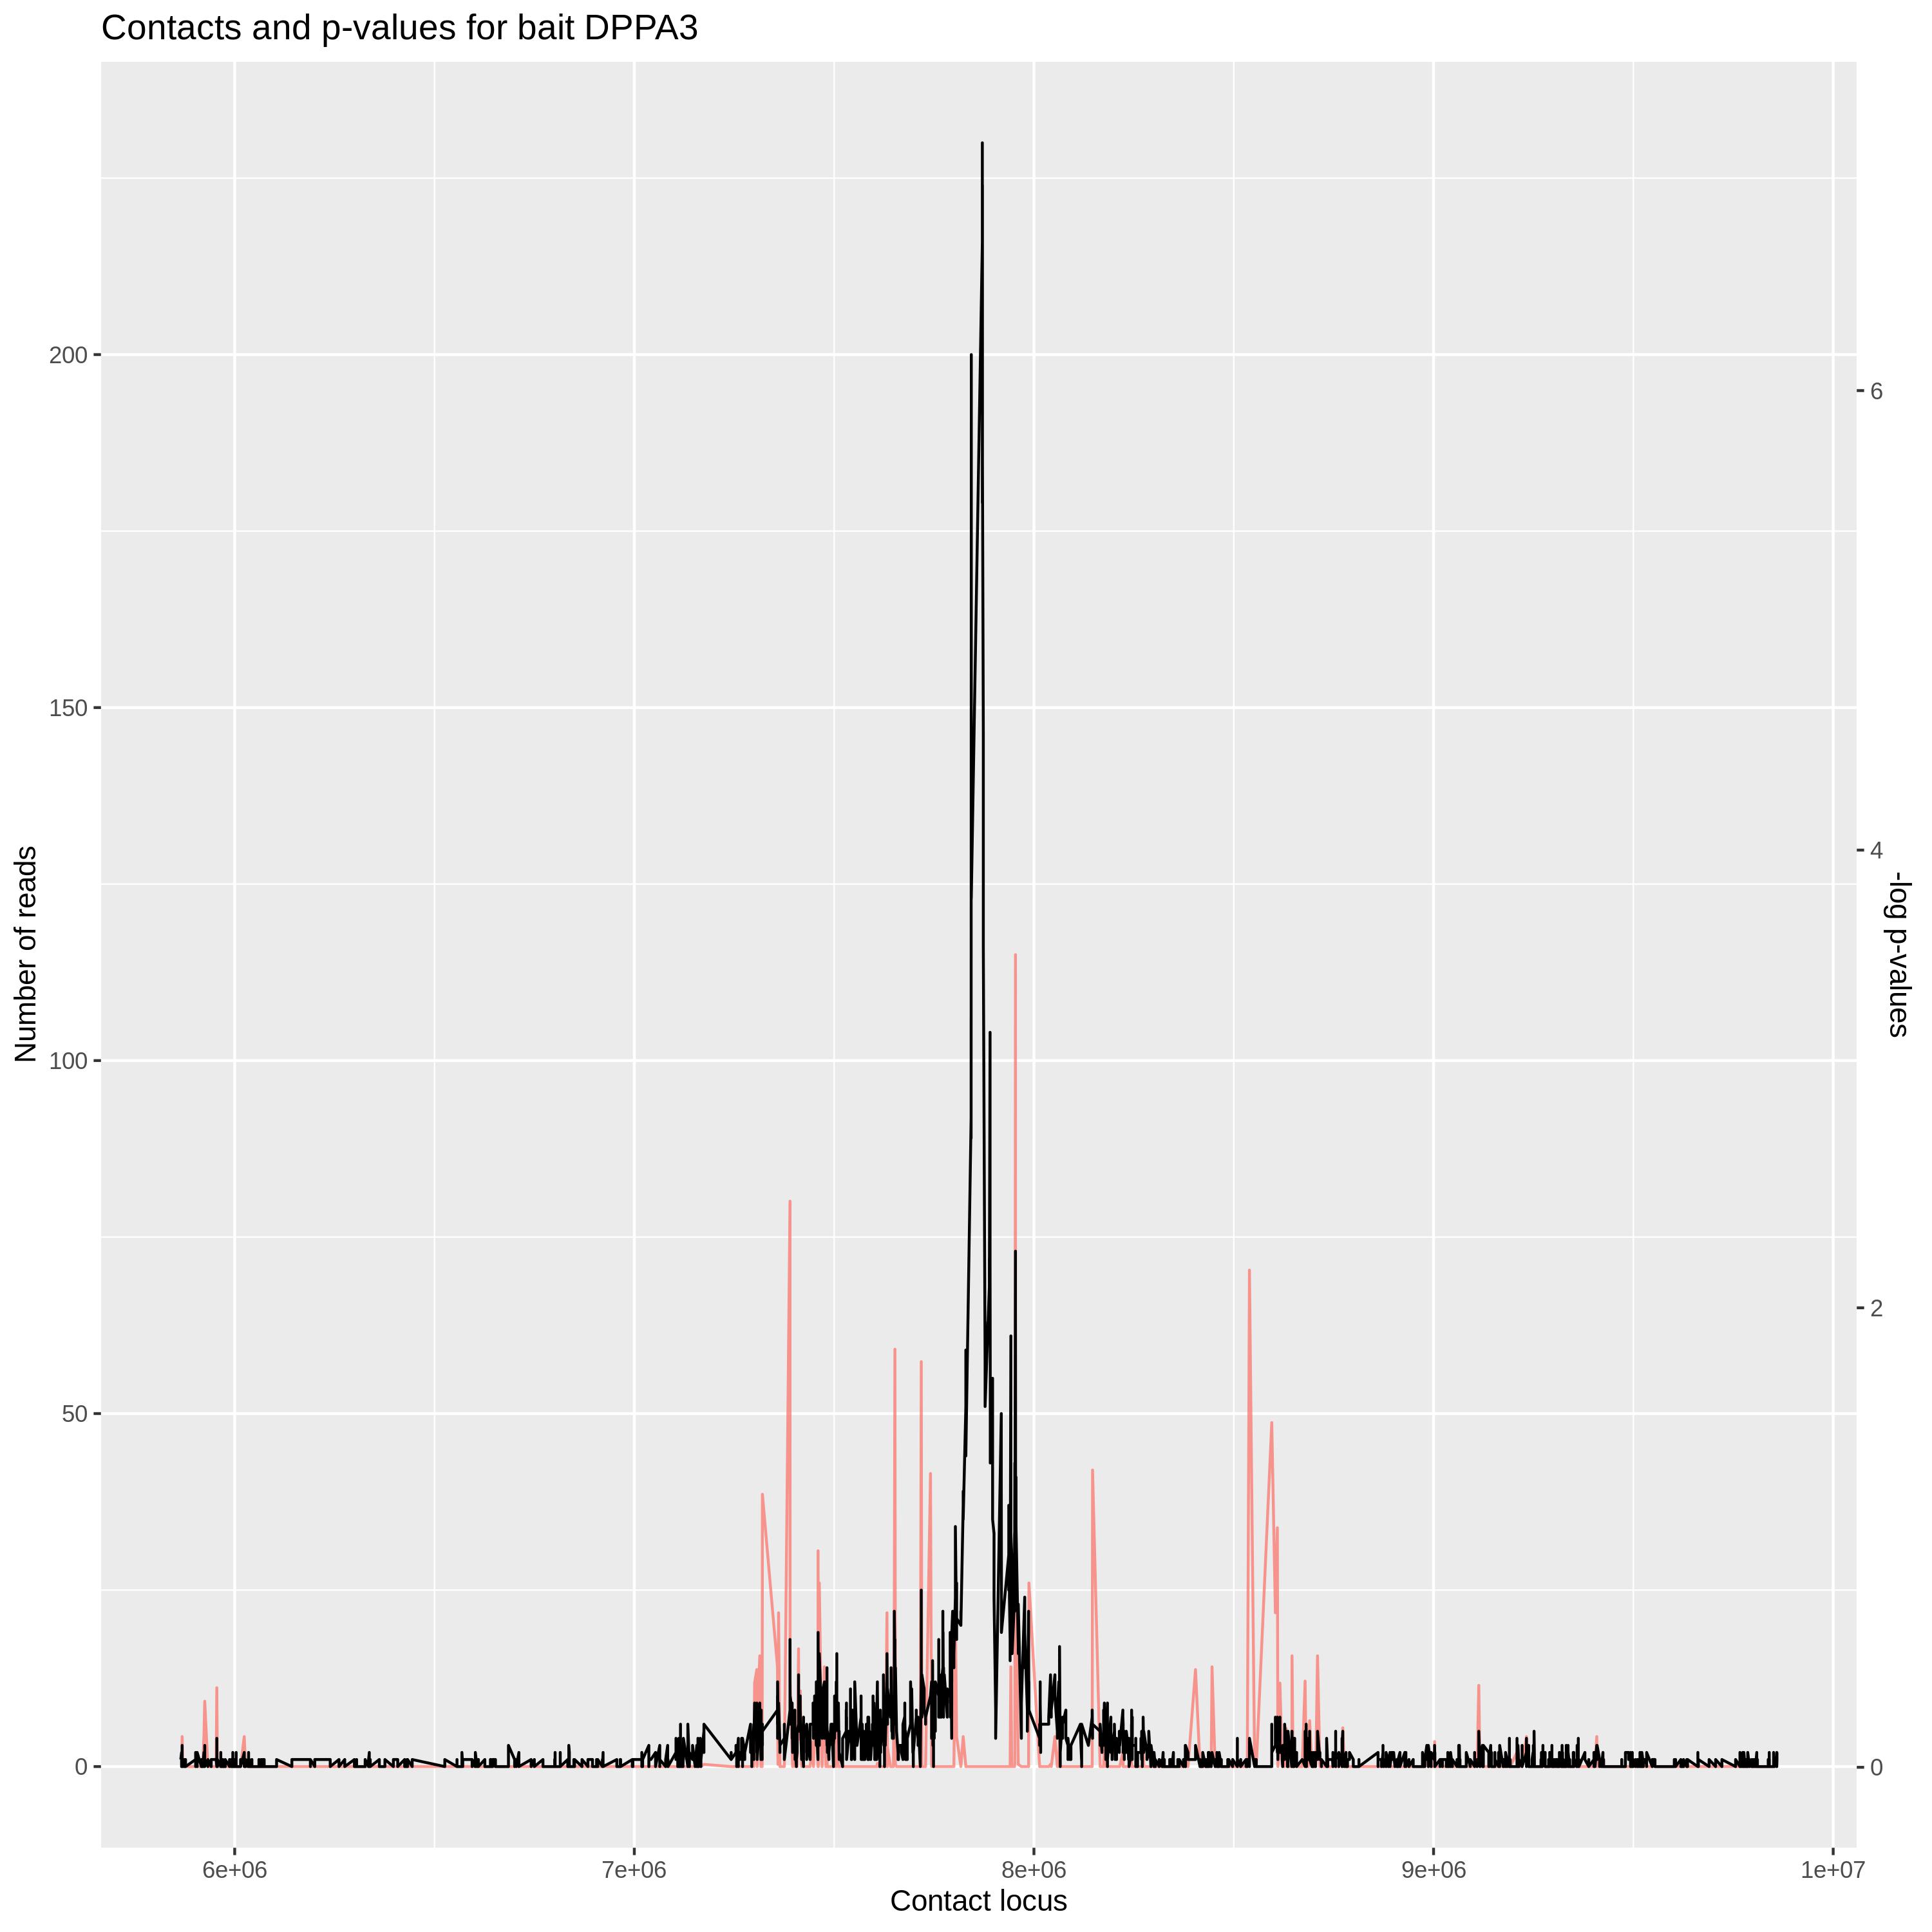 Contacts and p-values for bait DPPA3
Number of reads
200
150
100
50
0
6
4
2
0
-log p-values
6e+06
7e+06
8e+06
9e+06
1e+07
Contact locus